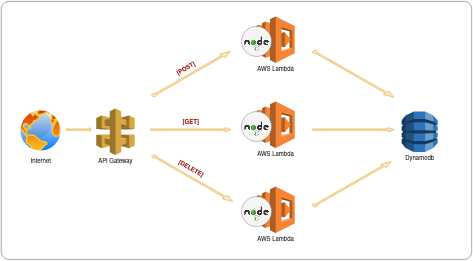 [POST]
node
AWS Lambda
[GET]
node
Internet
API Gateway
AWS Lambda
Dynamodb
[DELETE]
node
AWS Lambda